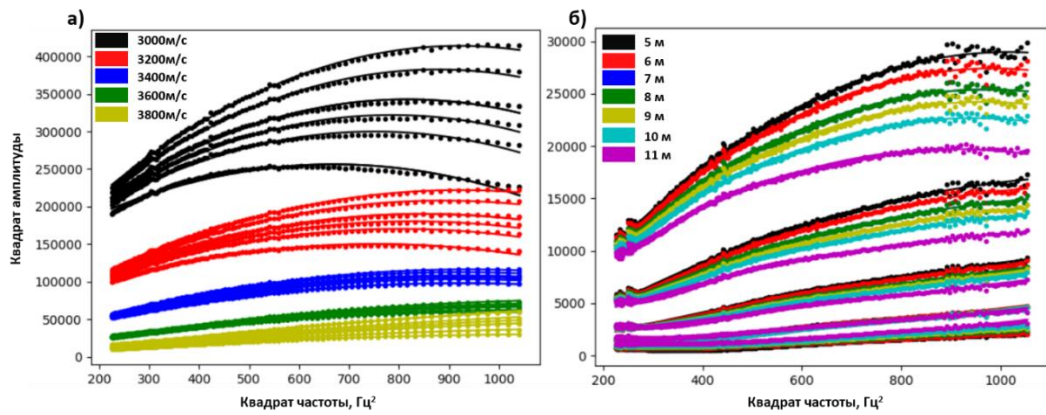 а)
3000м/с
3200м/с
3400м/с
3600м/с
3800м/с
Квадрат амплитуды
400000
350000
300000
250000
200000
150000
100000
50000
0
200 300 400 500 600 700 800 900 1000
Квадрат частоты, Гц²
б)
5 м
6 м
7 м
8 м
9 м
10 м
11 м
30000
25000
20000
15000
10000
5000
0
200 400 600 800 1000
Квадрат частоты, Гц²